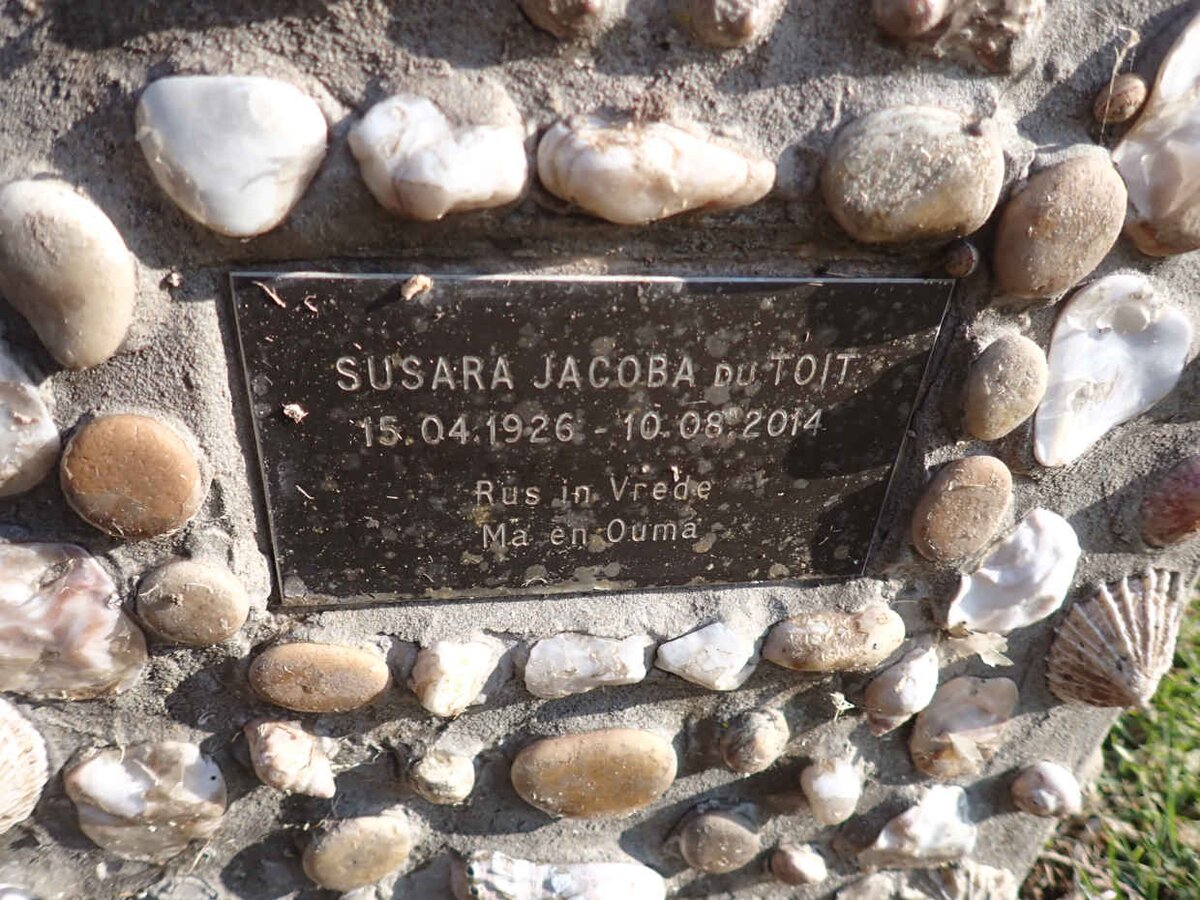 SUSARA JACOBA DU TOIT
15.04.1926 - 10.08.2014
Rus in Vrede
Ma en Ouma